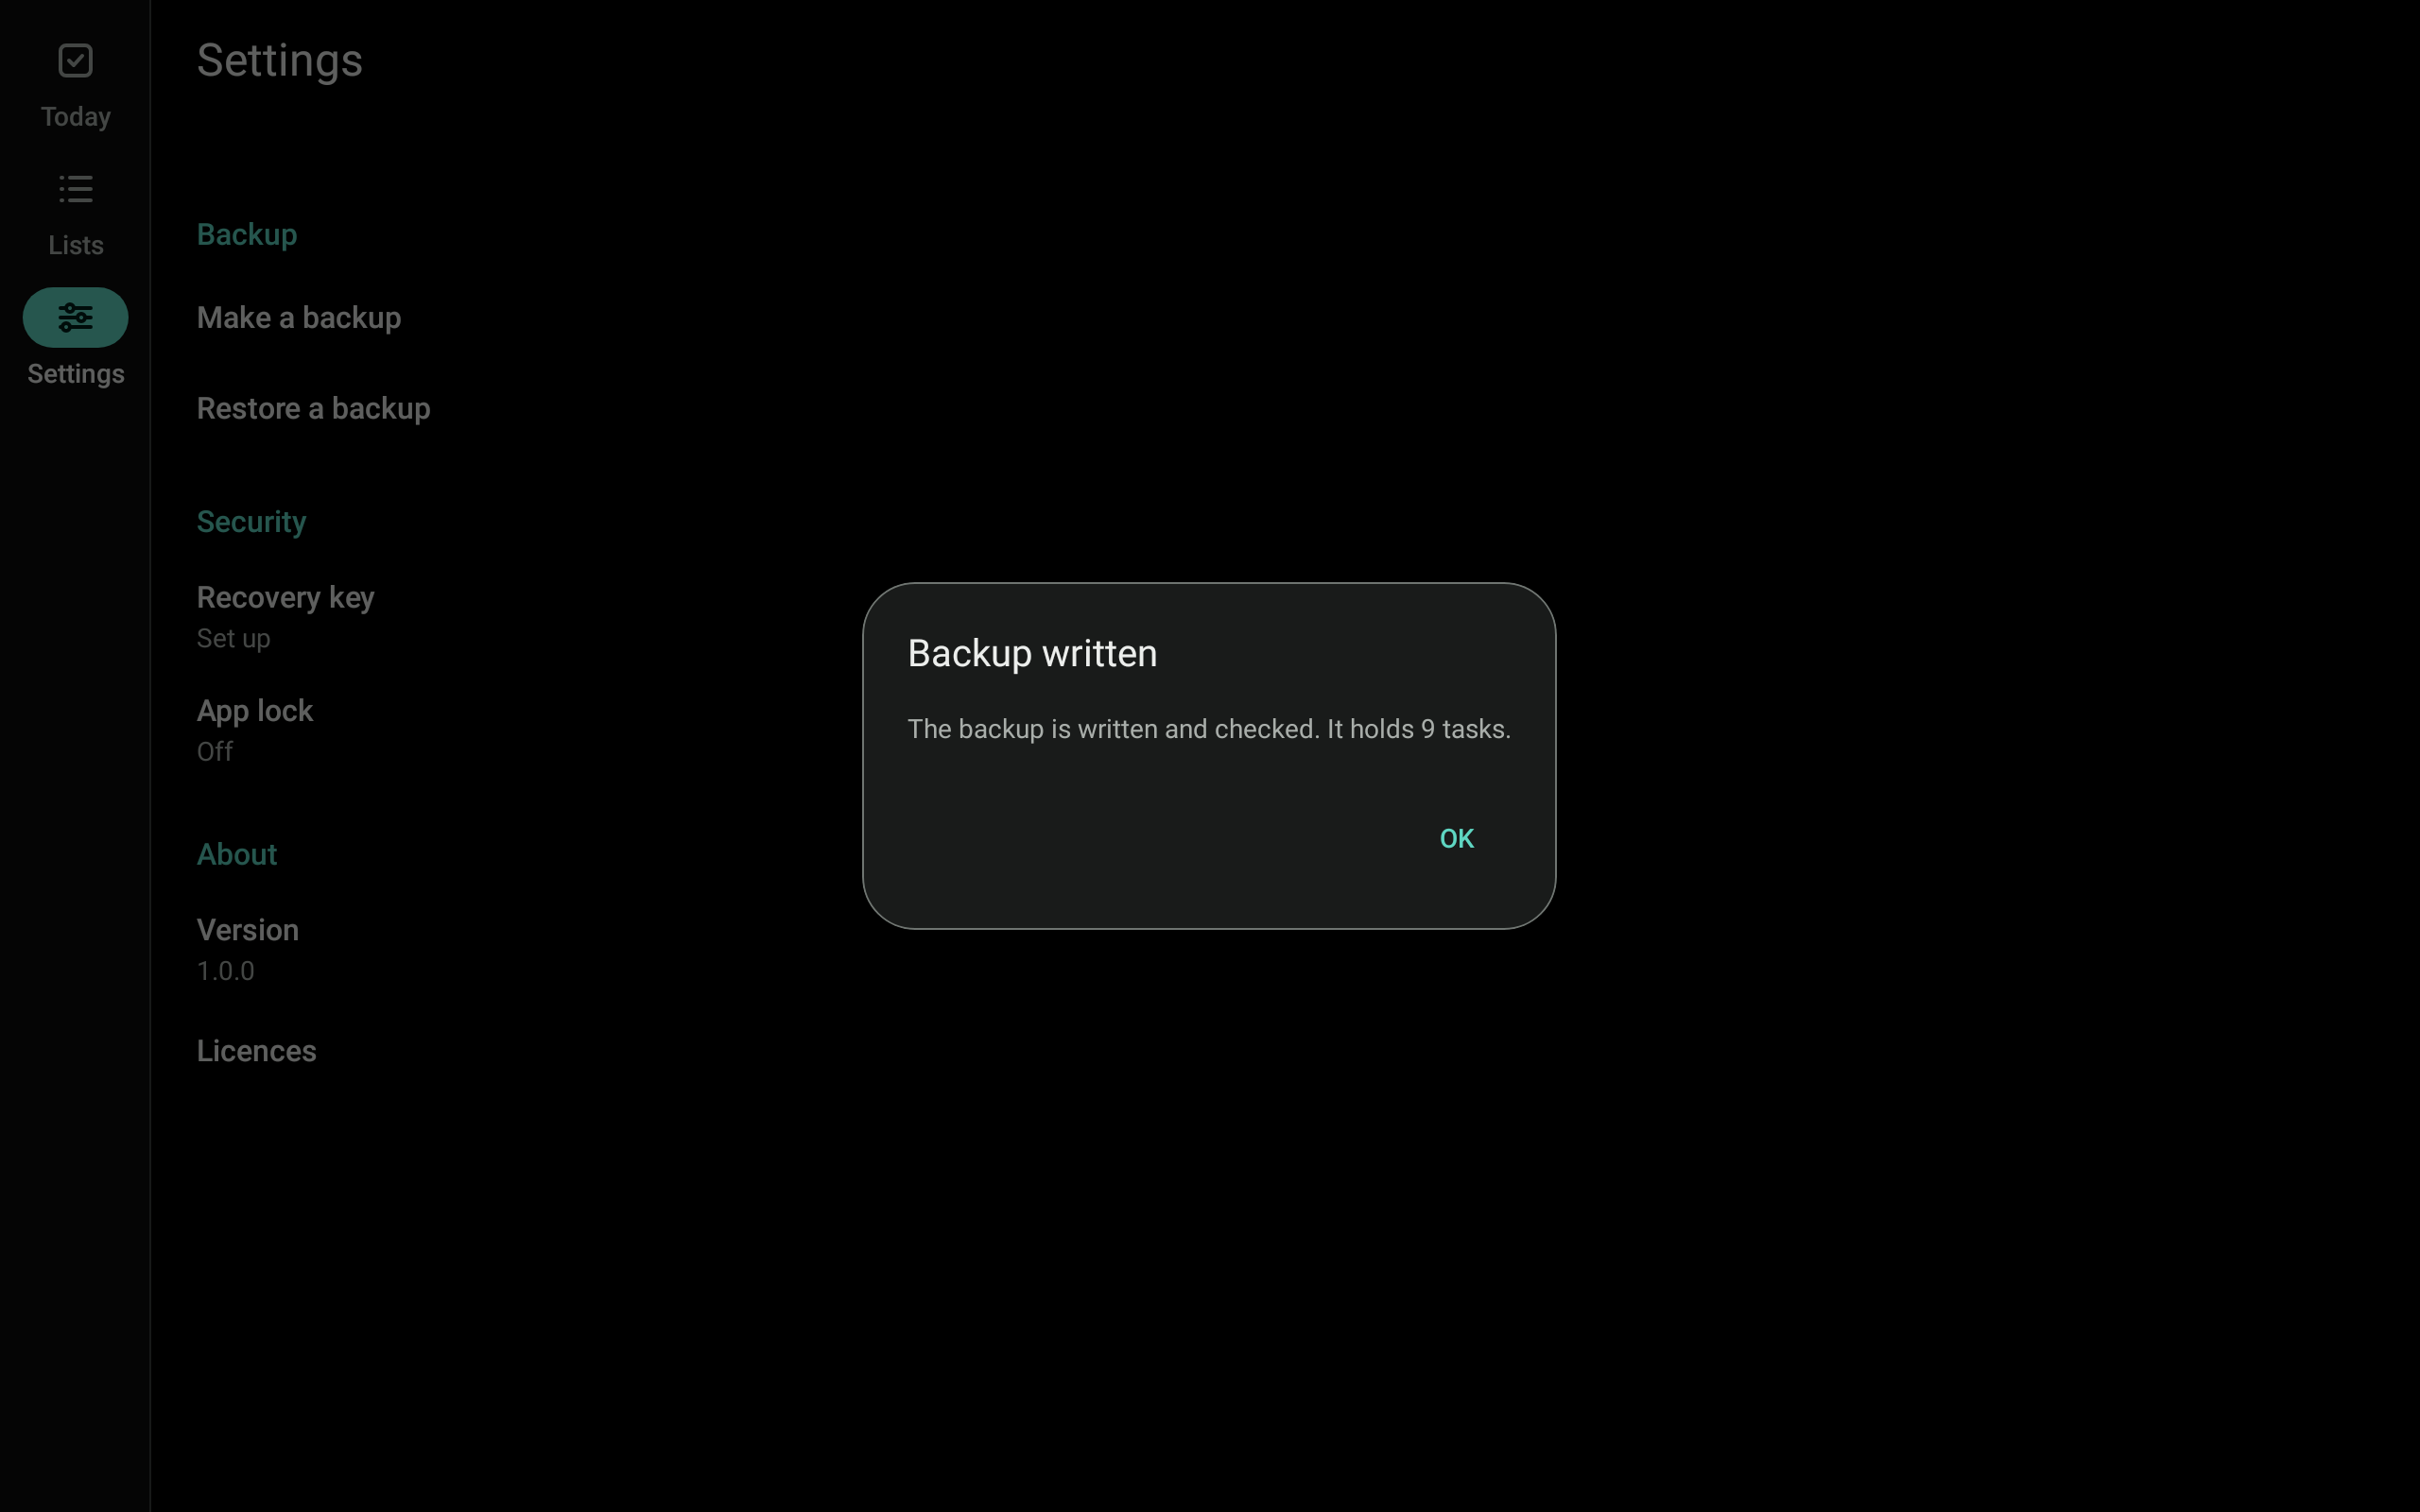 Settings
Today
Lists
Settings
Backup
Make a backup
Restore a backup
Security
Recovery key
Set up
App lock
Off
About
Version
1.0.0
Licences
Backup written
The backup is written and checked. It holds 9 tasks.
OK